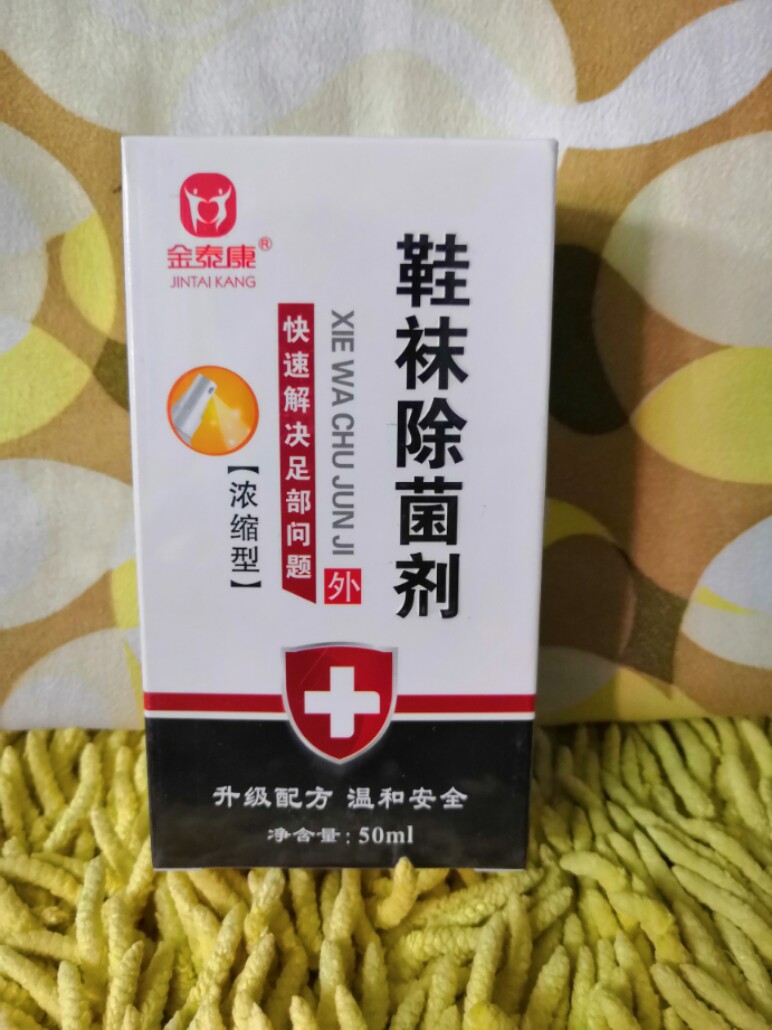 金泰康®
JINTAI KANG
鞋袜除菌剂
XIE WA CHU JUN JI
外
快速解决足部问题
【浓缩型】
升级配方 温和安全
净含量：50ml